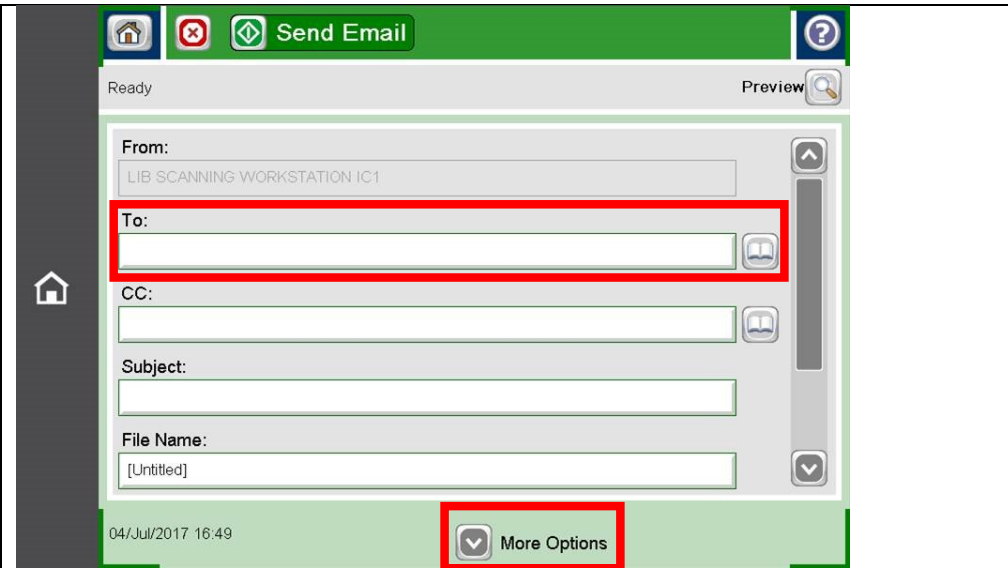 Send Email
Ready
Preview
From:
LIB SCANNING WORKSTATION IC1
To:
CC:
Subject:
File Name:
[Untitled]
04/Jul/2017 16:49
More Options